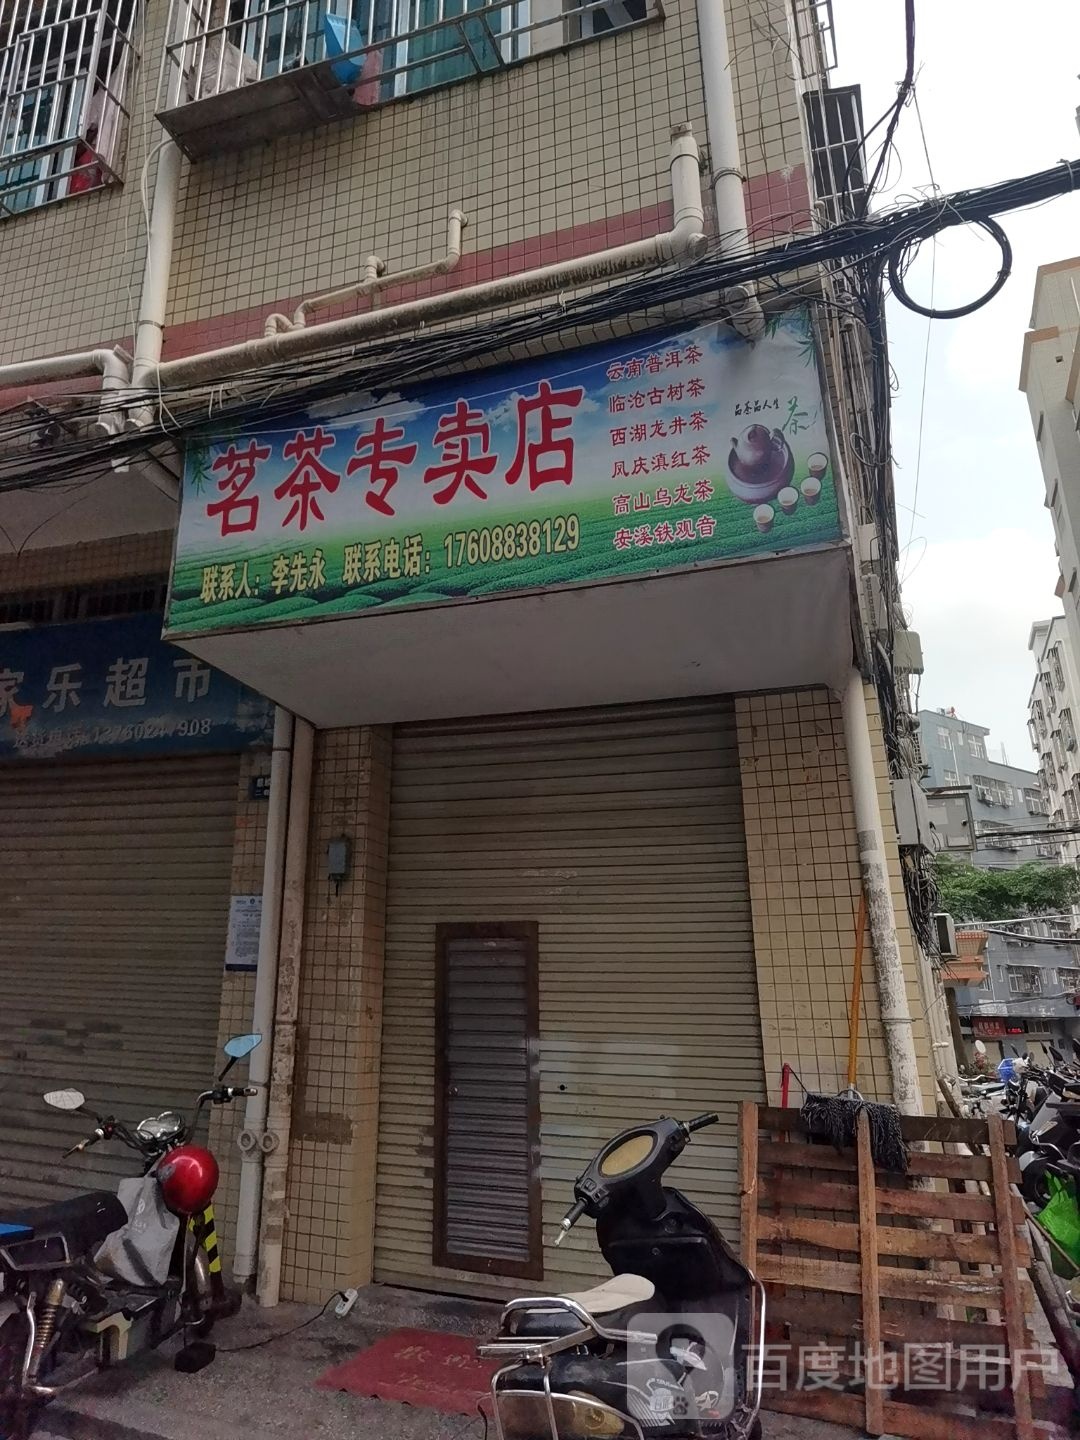 茗茶专卖店
联系人：李先永 联系电话：17608838129
云南普洱茶
临沧古树茶
西湖龙井茶
凤庆滇红茶
高山乌龙茶
安溪铁观音
品茶品人生
茶
家乐超市
百度地图用户